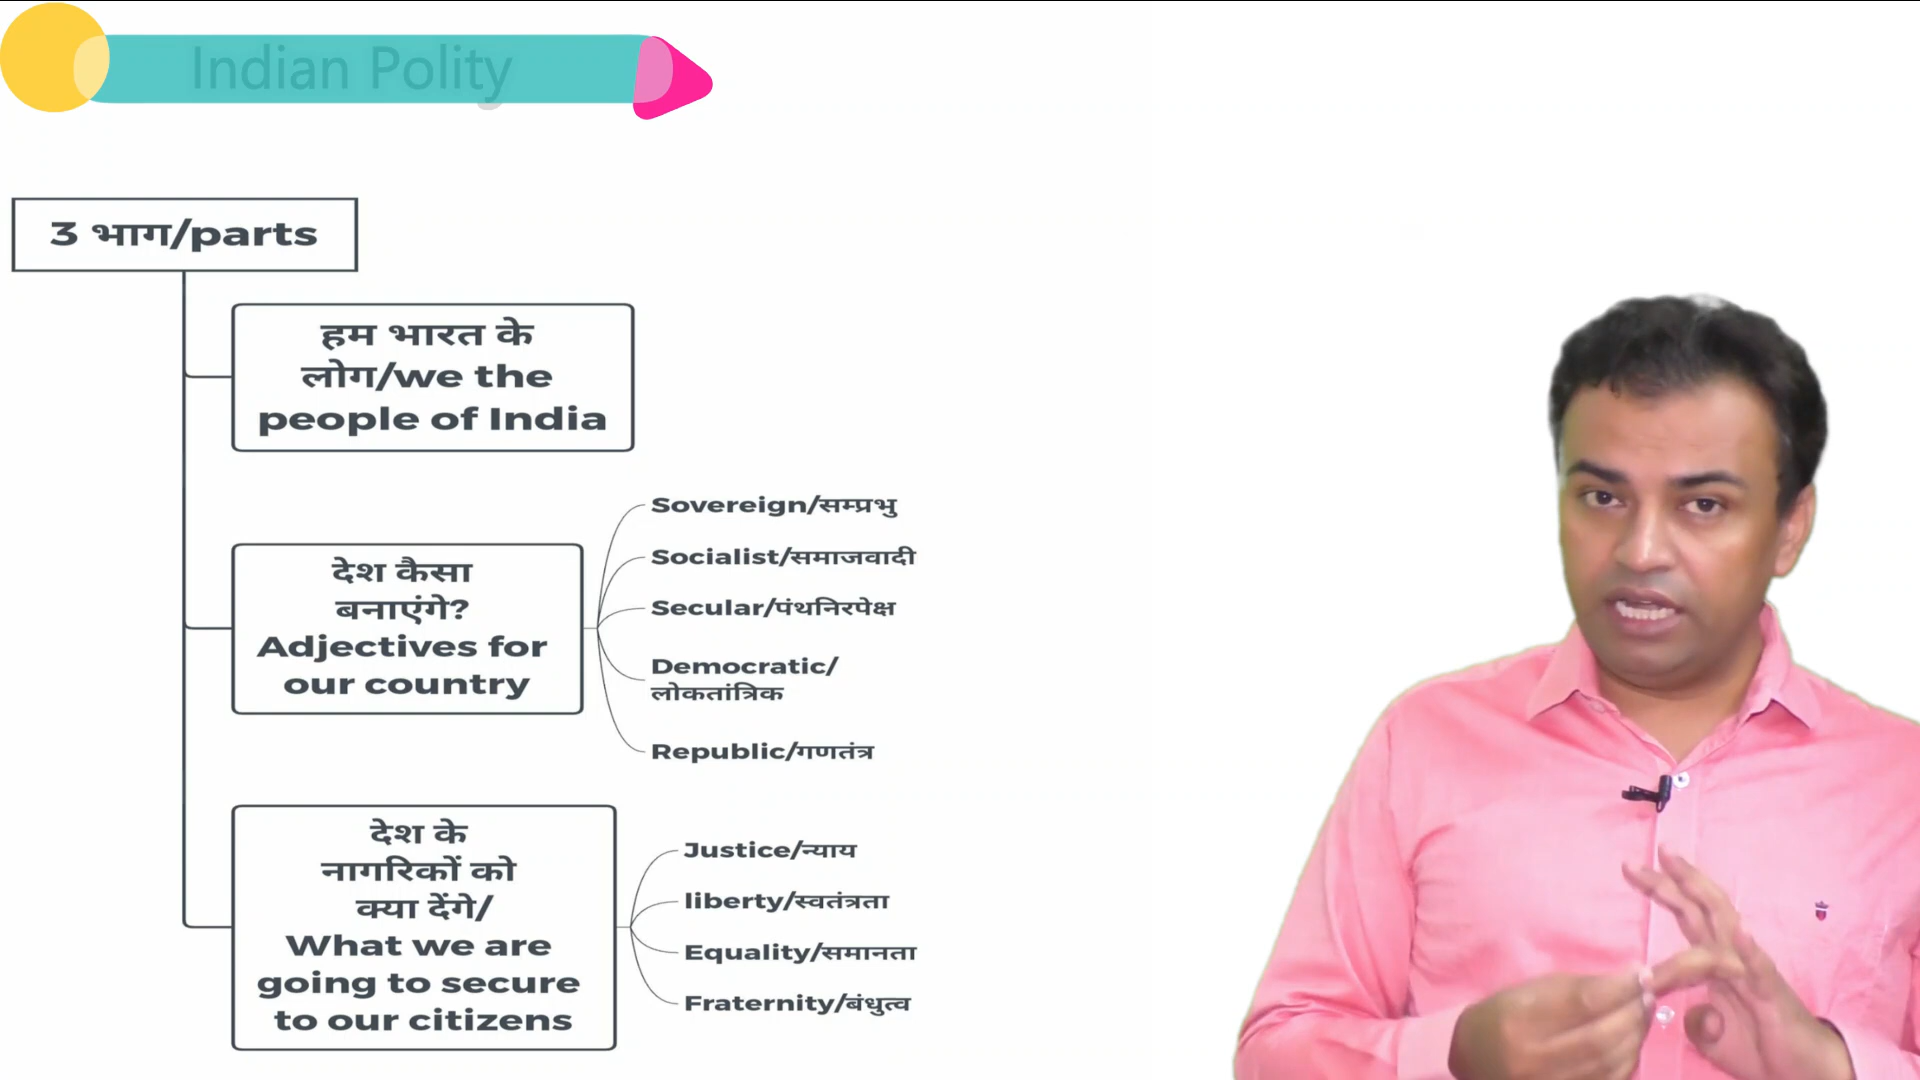 Indian Polity
3 भाग/parts
हम भारत के
लोग/we the
people of India
देश कैसा
बनाएंगे?
Adjectives for
our country
Sovereign/सम्प्रभु
Socialist/समाजवादी
Secular/पंथनिरपेक्ष
Democratic/
लोकतांत्रिक
Republic/गणतंत्र
देश के
नागरिकों को
क्या देंगे/
What we are
going to secure
to our citizens
Justice/न्याय
liberty/स्वतंत्रता
Equality/समानता
Fraternity/बंधुत्व